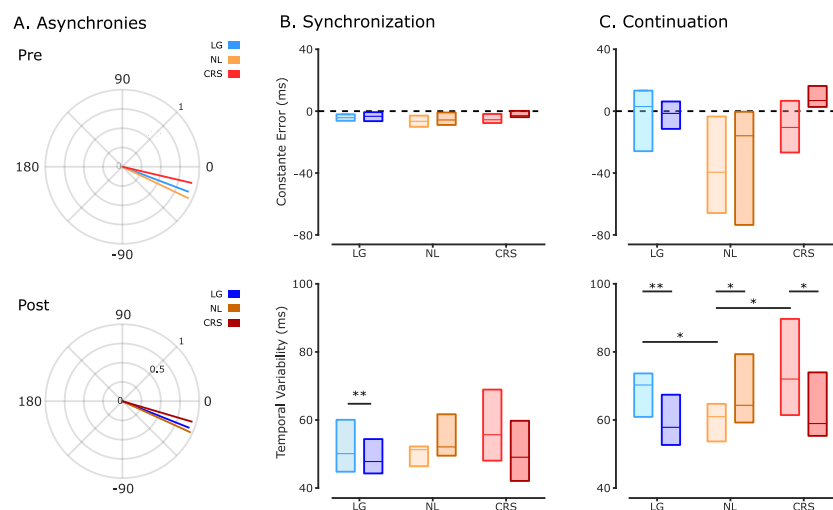 A. Asynchronies
B. Synchronization
C. Continuation
Pre
LG
NL
CRS
90
1
180
0
0
-90
Constante Error (ms)
40
0
-40
-80
LG
NL
CRS
40
0
-40
-80
LG
NL
CRS
Post
LG
NL
CRS
90
1
0.5
180
0
0
-90
Temporal Variability (ms)
100
80
60
40
**
LG
NL
CRS
100
80
60
40
**
*
*
*
*
LG
NL
CRS